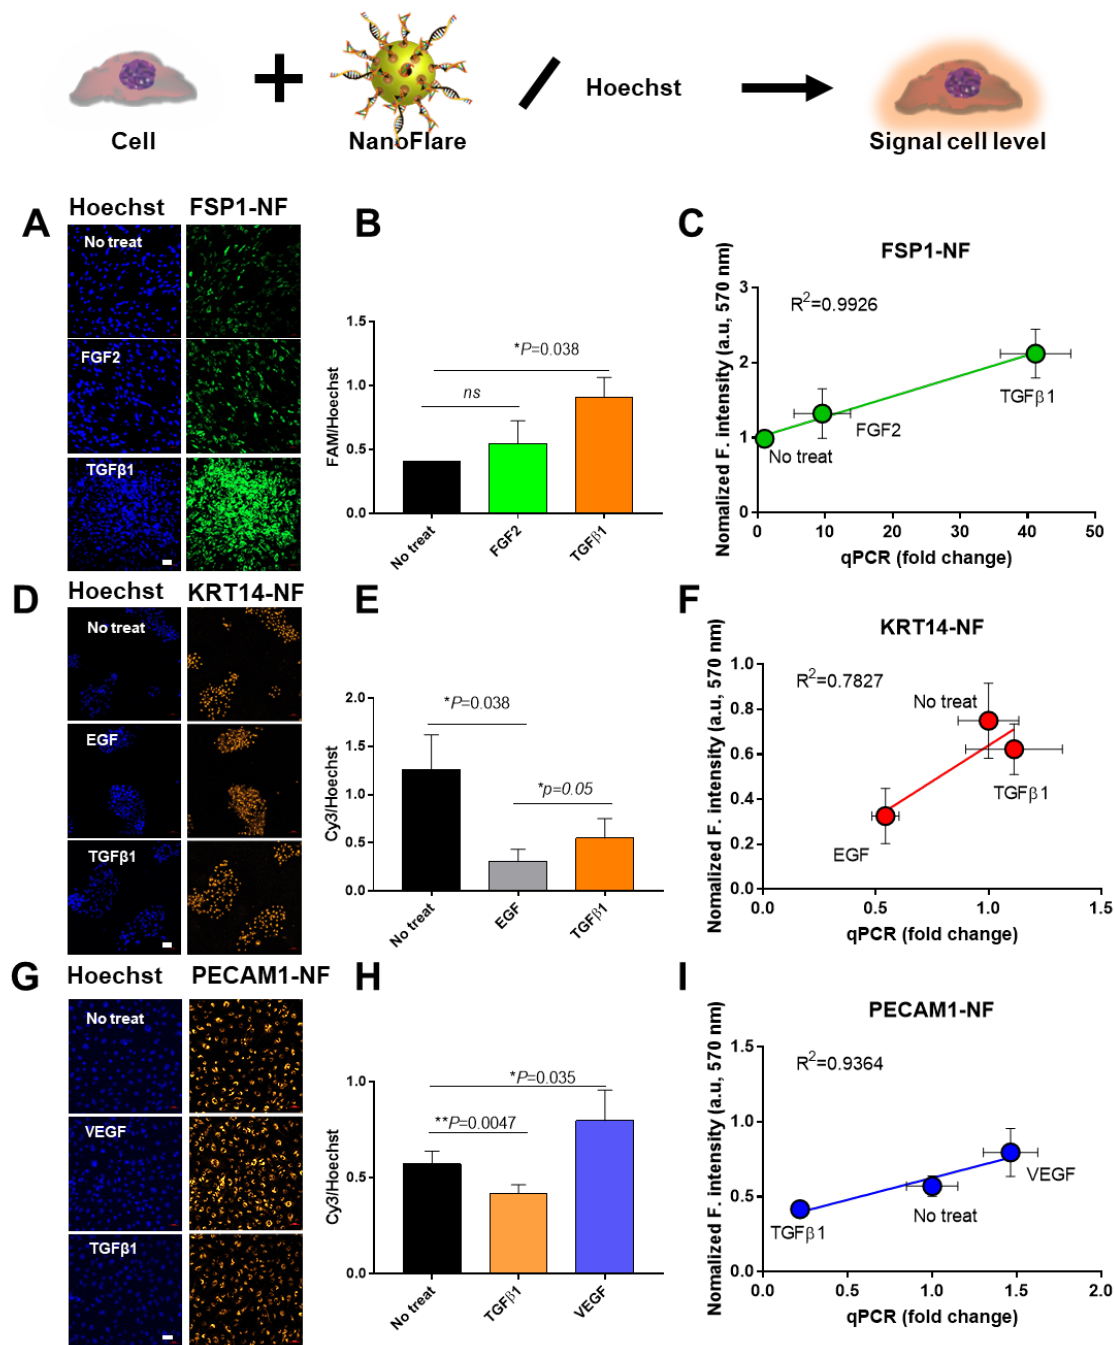 Hoechst
Cell
NanoFlare
Signal cell level
A
Hoechst
FSP1-NF
No treat
FGF2
TGFβ1
B
FAM/Hoechst
1.5
1.0
0.5
0.0
*P=0.038
ns
No treat
FGF2
TGFβ1
C
FSP1-NF
Nomalized F. intensity (a.u, 570 nm)
3
2
1
0
R2=0.9926
TGFβ1
FGF2
No treat
0 10 20 30 40 50
qPCR (fold change)
D
Hoechst
KRT14-NF
No treat
EGF
TGFβ1
E
Cy3/Hoechst
2.0
1.5
1.0
0.5
0.0
*P=0.038
*p=0.05
No treat
EGF
TGFβ1
F
KRT14-NF
Nomalized F. intensity (a.u, 570 nm)
1.0
0.8
0.6
0.4
0.2
0.0
R2=0.7827
No treat
TGFβ1
EGF
0.0 0.5 1.0 1.5
qPCR (fold change)
G
Hoechst
PECAM1-NF
No treat
VEGF
TGFβ1
H
Cy3/Hoechst
1.0
0.5
0.0
*P=0.035
**P=0.0047
No treat
TGFβ1
VEGF
I
PECAM1-NF
Nomalized F. intensity (a.u, 570 nm)
1.5
1.0
0.5
0.0
R2=0.9364
VEGF
No treat
TGFβ1
0.0 0.5 1.0 1.5 2.0
qPCR (fold change)